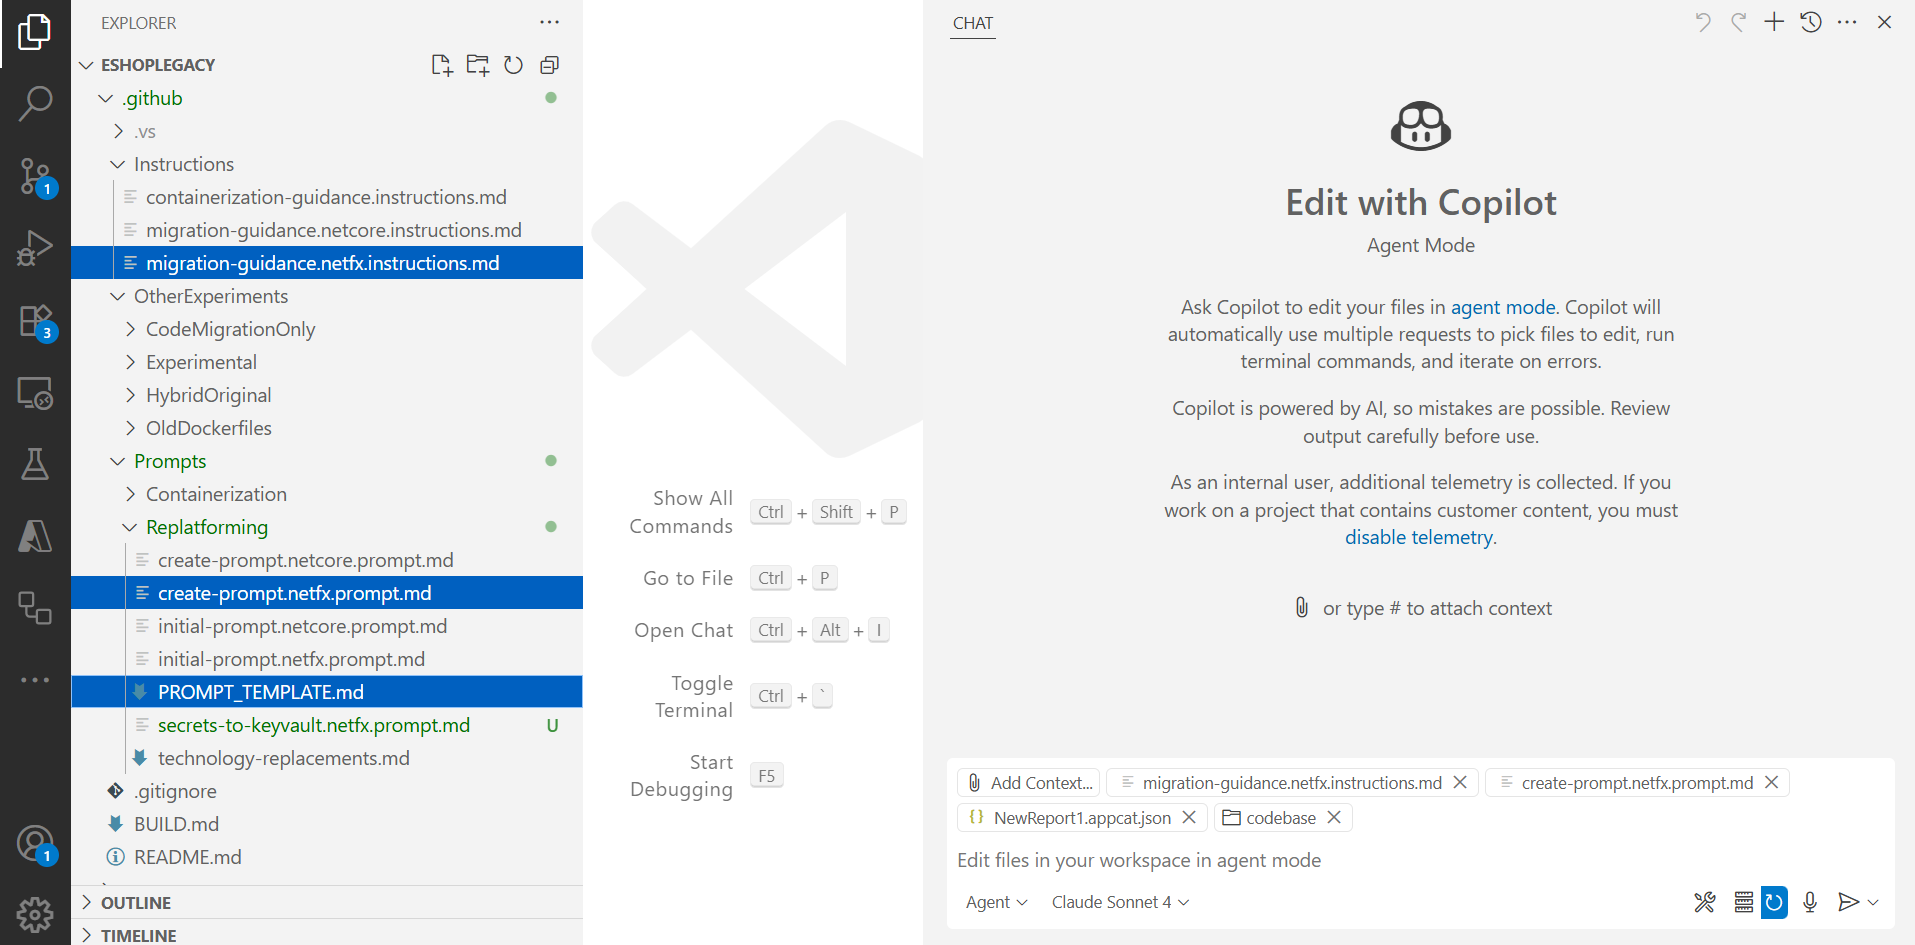 EXPLORER
ESHOPLEGACY
.github
.vs
Instructions
containerization-guidance.instructions.md
migration-guidance.netcore.instructions.md
migration-guidance.netfx.instructions.md
OtherExperiments
CodeMigrationOnly
Experimental
HybridOriginal
OldDockerfiles
Prompts
Containerization
Replatforming
create-prompt.netcore.prompt.md
create-prompt.netfx.prompt.md
initial-prompt.netcore.prompt.md
initial-prompt.netfx.prompt.md
PROMPT_TEMPLATE.md
secrets-to-keyvault.netfx.prompt.md U
technology-replacements.md
.gitignore
BUILD.md
README.md
OUTLINE
TIMELINE
1
3
1
Show All
Commands Ctrl + Shift + P
Go to File Ctrl + P
Open Chat Ctrl + Alt + I
Toggle
Terminal Ctrl + `
Start
Debugging F5
CHAT
Edit with Copilot
Agent Mode
Ask Copilot to edit your files in agent mode. Copilot will
automatically use multiple requests to pick files to edit, run
terminal commands, and iterate on errors.
Copilot is powered by AI, so mistakes are possible. Review
output carefully before use.
As an internal user, additional telemetry is collected. If you
work on a project that contains customer content, you must
disable telemetry.
or type # to attach context
Add Context... migration-guidance.netfx.instructions.md create-prompt.netfx.prompt.md
NewReport1.appcat.json codebase
Edit files in your workspace in agent mode
Agent Claude Sonnet 4